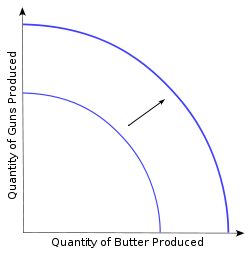 Quantity of Guns Produced
Quantity of Butter Produced